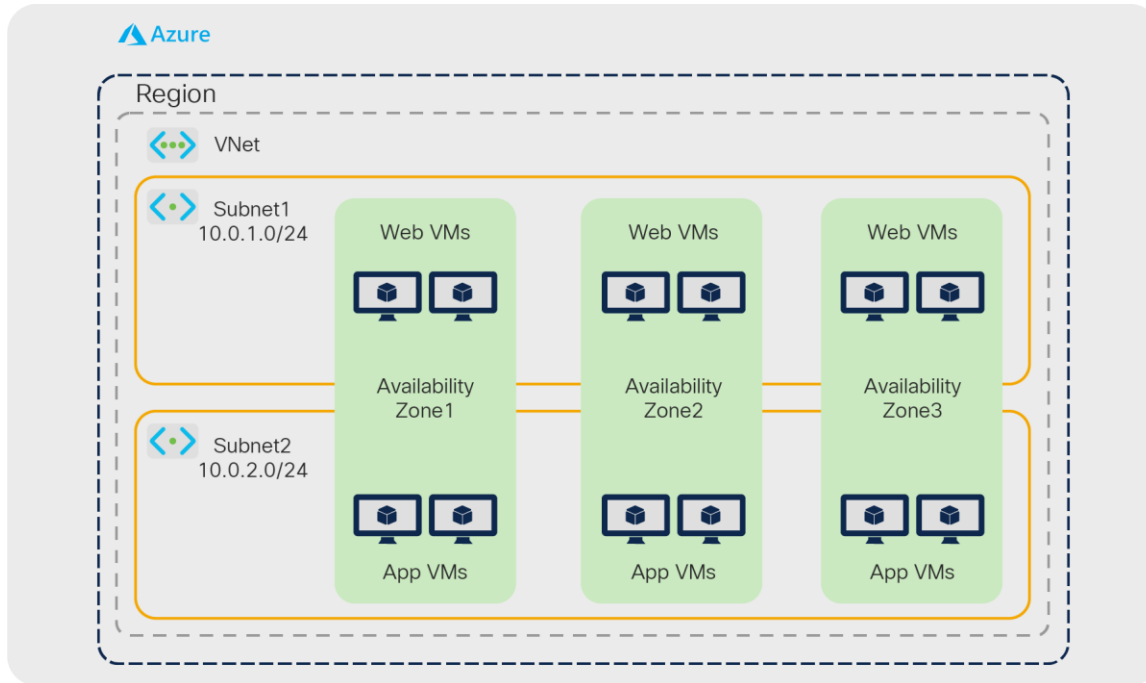 Azure
Region
VNet
Subnet1
10.0.1.0/24
Web VMs
Web VMs
Web VMs
Availability
Zone1
Availability
Zone2
Availability
Zone3
Subnet2
10.0.2.0/24
App VMs
App VMs
App VMs